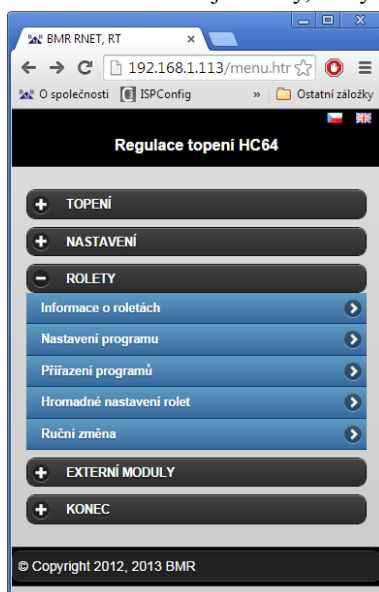 BMR RNET, RT
192.168.1.113/menu.htr
O společnosti ISPConfig » Ostatní záložky
Regulace topení HC64
TOPENÍ
NASTAVENÍ
ROLETY
Informace o roletách
Nastavení programu
Přiřazení programů
Hromadné nastavení rolet
Ruční změna
EXTERNÍ MODULY
KONEC
© Copyright 2012, 2013 BMR